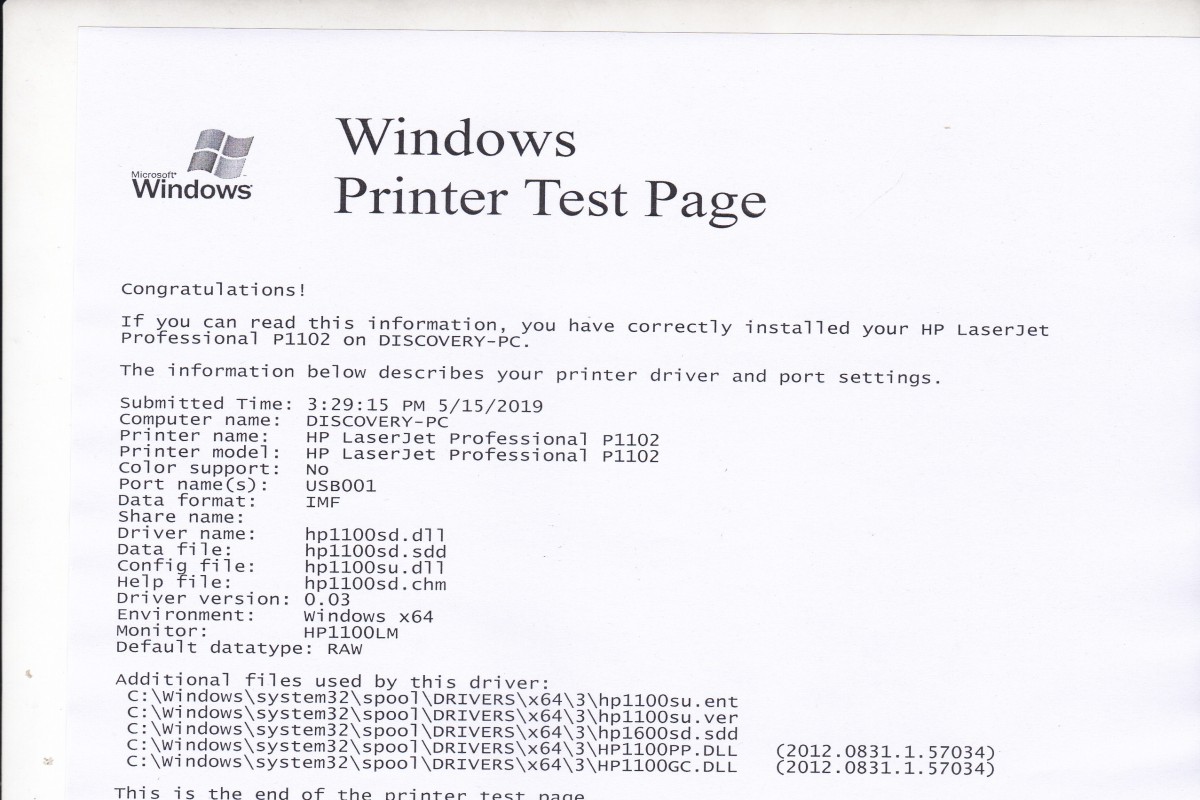 Microsoft®
Windows
Windows
Printer Test Page
Congratulations!
If you can read this information, you have correctly installed your HP LaserJet
Professional P1102 on DISCOVERY-PC.
The information below describes your printer driver and port settings.
Submitted Time: 3:29:15 PM 5/15/2019
Computer name: DISCOVERY-PC
Printer name: HP LaserJet Professional P1102
Printer model: HP LaserJet Professional P1102
Color support: No
Port name(s): USB001
Data format: IMF
Share name:
Driver name: hp1100sd.dll
Data file: hp1100sd.sdd
Config file: hp1100su.dll
Help file: hp1100sd.chm
Driver version: 0.03
Environment: Windows x64
Monitor: HP1100LM
Default datatype: RAW
Additional files used by this driver:
C:\Windows\system32\spool\DRIVERS\x64\3\hp1100su.ent
C:\Windows\system32\spool\DRIVERS\x64\3\hp1100su.ver
C:\Windows\system32\spool\DRIVERS\x64\3\hp1600sd.sdd
C:\Windows\system32\spool\DRIVERS\x64\3\HP1100PP.DLL (2012.0831.1.57034)
C:\Windows\system32\spool\DRIVERS\x64\3\HP1100GC.DLL (2012.0831.1.57034)
This is the end of the printer test page.